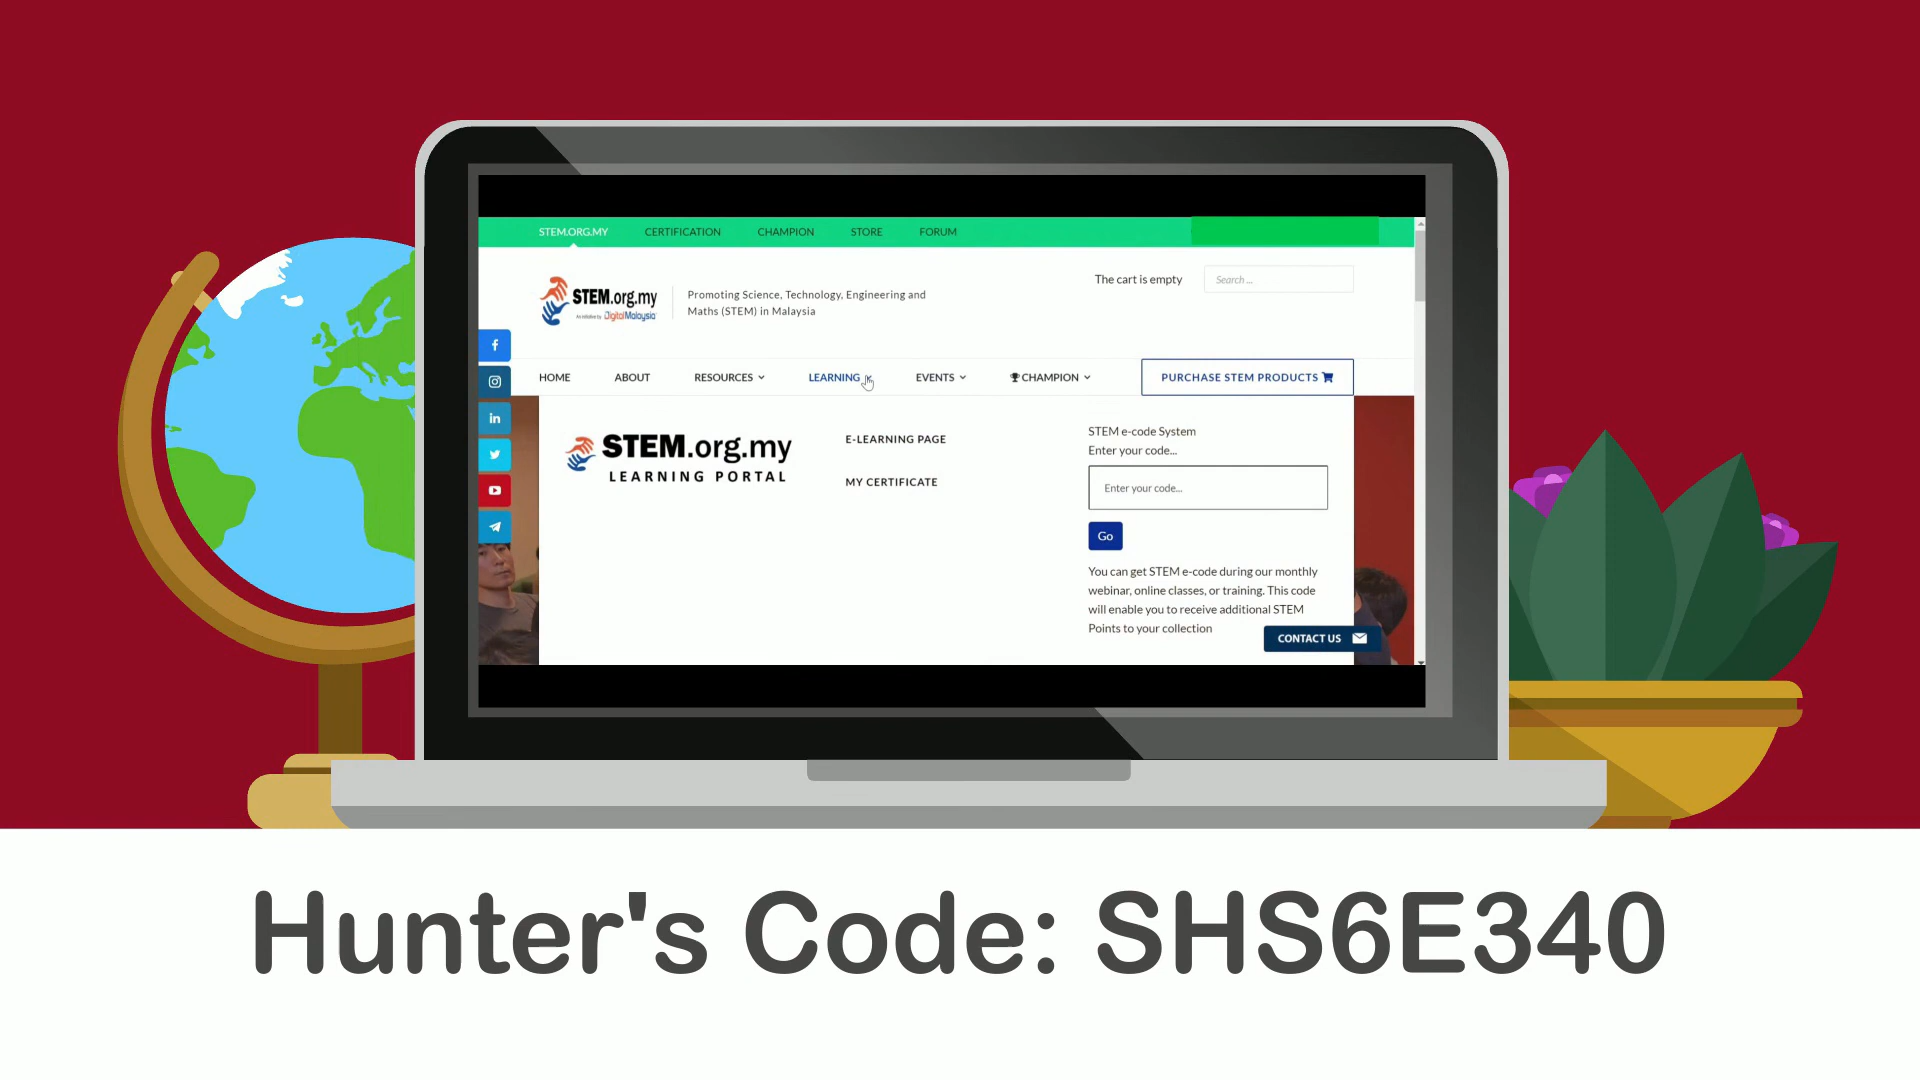 STEM.ORG.MY CERTIFICATION CHAMPION STORE FORUM
The cart is empty Search ...
STEM.org.my
An initiative by DigitalMalaysia
Promoting Science, Technology, Engineering and
Maths (STEM) in Malaysia
HOME ABOUT RESOURCES LEARNING EVENTS CHAMPION PURCHASE STEM PRODUCTS
STEM.org.my
LEARNING PORTAL
E-LEARNING PAGE
MY CERTIFICATE
STEM e-code System
Enter your code...
Enter your code...
Go
You can get STEM e-code during our monthly
webinar, online classes, or training. This code
will enable you to receive additional STEM
Points to your collection
CONTACT US
Hunter's Code: SHS6E340